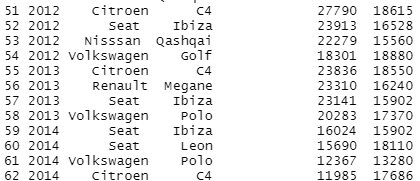 51 2012 Citroen C4 27790 18615
52 2012 Seat Ibiza 23913 16528
53 2012 Nisssan Qashqai 22279 15560
54 2012 Volkswagen Golf 18301 18880
55 2013 Citroen C4 23836 18550
56 2013 Renault Megane 23310 16240
57 2013 Seat Ibiza 23141 15902
58 2013 Volkswagen Polo 20283 17370
59 2014 Seat Ibiza 16024 15902
60 2014 Seat Leon 15690 18110
61 2014 Volkswagen Polo 12367 13280
62 2014 Citroen C4 11985 17686